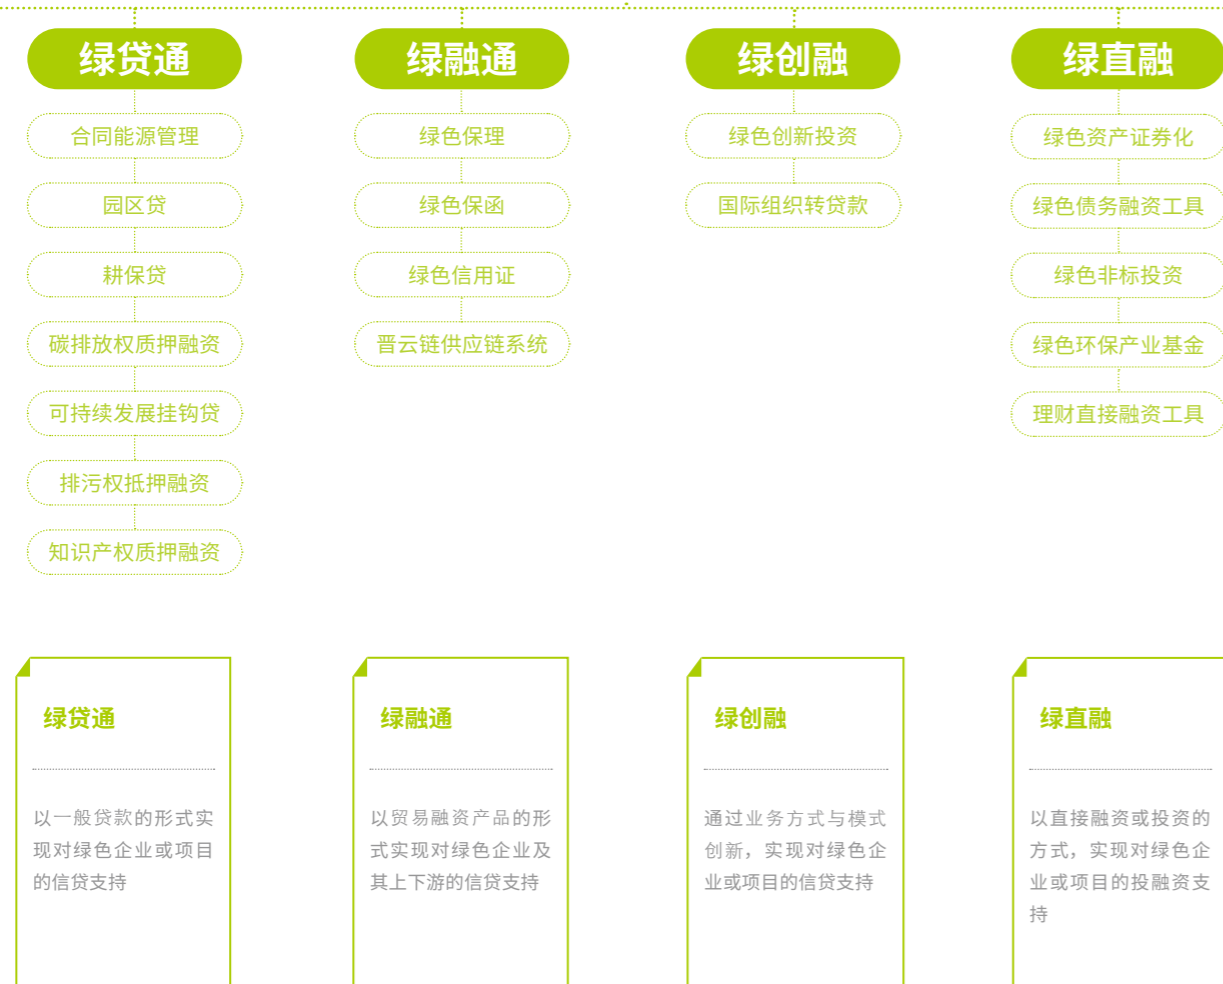 绿贷通
合同能源管理
园区贷
耕保贷
碳排放权质押融资
可持续发展挂钩贷
排污权抵押融资
知识产权质押融资
绿融通
绿色保理
绿色保函
绿色信用证
晋云链供应链系统
绿创融
绿色创新投资
国际组织转贷款
绿直融
绿色资产证券化
绿色债务融资工具
绿色非标投资
绿色环保产业基金
理财直接融资工具
绿贷通
以一般贷款的形式实
现对绿色企业或项目
的信贷支持
绿融通
以贸易融资产品的形
式实现对绿色企业及
其上下游的信贷支持
绿创融
通过业务方式与模式
创新，实现对绿色企
业或项目的信贷支持
绿直融
以直接融资或投资的
方式，实现对绿色企
业或项目的投融资支
持